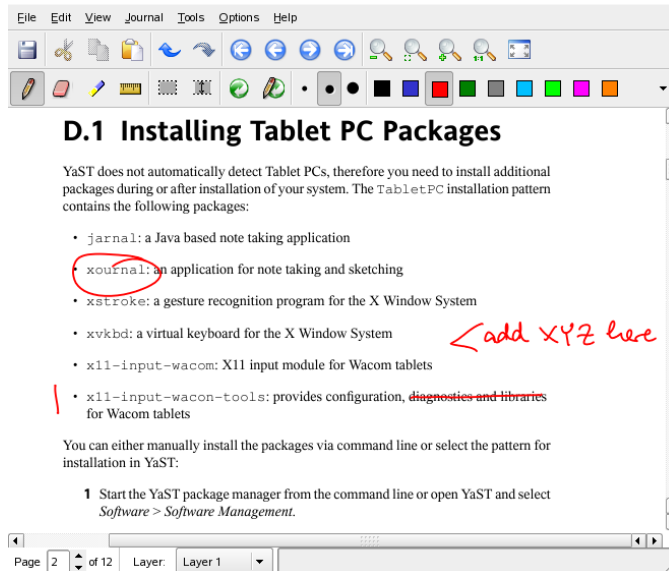 File Edit View Journal Tools Options Help
D.1 Installing Tablet PC Packages
YaST does not automatically detect Tablet PCs, therefore you need to install additional
packages during or after installation of your system. The TabletPC installation pattern
contains the following packages:
• jarnal: a Java based note taking application
• xournal: an application for note taking and sketching
• xstroke: a gesture recognition program for the X Window System
• xvkbd: a virtual keyboard for the X Window System
add XYZ here
• x11-input-wacom: X11 input module for Wacom tablets
• x11-input-wacon-tools: provides configuration, diagnostics and libraries
for Wacom tablets
You can either manually install the packages via command line or select the pattern for
installation in YaST:
1 Start the YaST package manager from the command line or open YaST and select
Software > Software Management.
Page 2 of 12 Layer: Layer 1